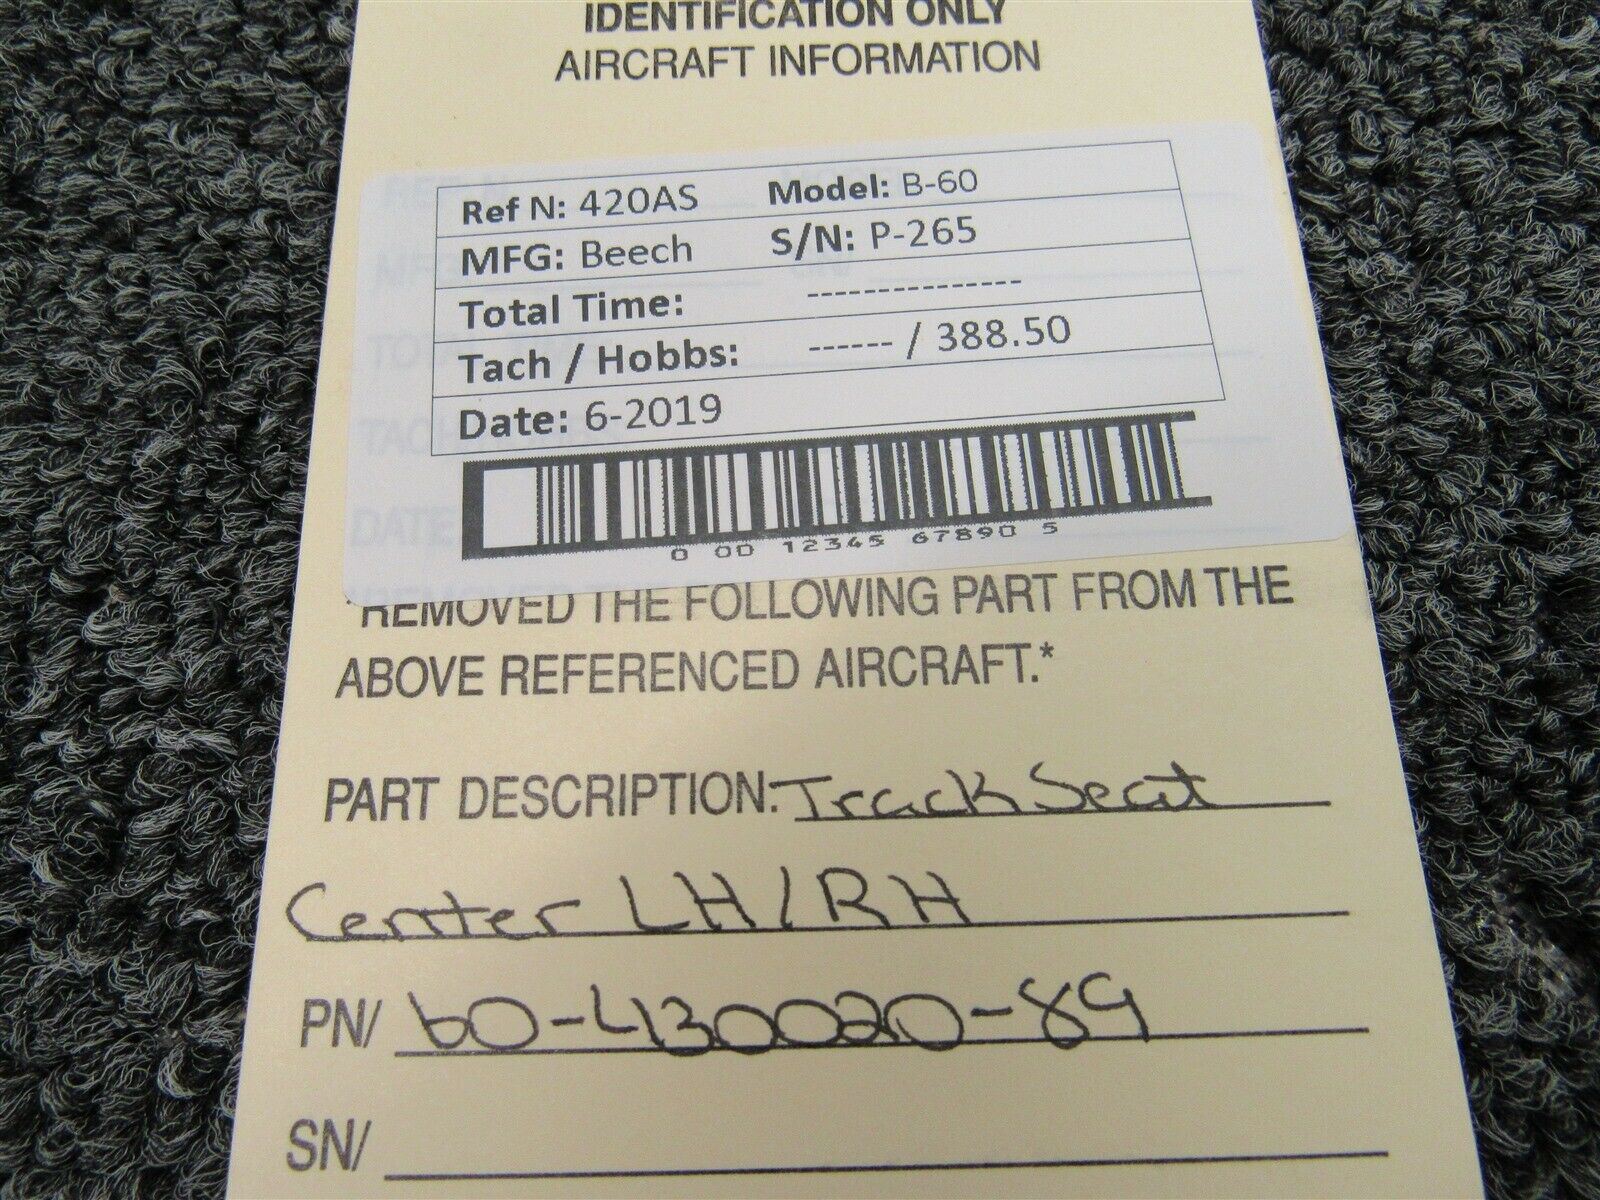 IDENTIFICATION ONLY
AIRCRAFT INFORMATION
Ref N: 420AS Model: B-60
MFG: Beech S/N: P-265
Total Time: ---------------
Tach / Hobbs: ------ / 388.50
Date: 6-2019
0 00 12345 67890 5
*REMOVED THE FOLLOWING PART FROM THE
ABOVE REFERENCED AIRCRAFT.*
PART DESCRIPTION: Track Seat
Center LH/RH
PN/ 60-430020-89
SN/